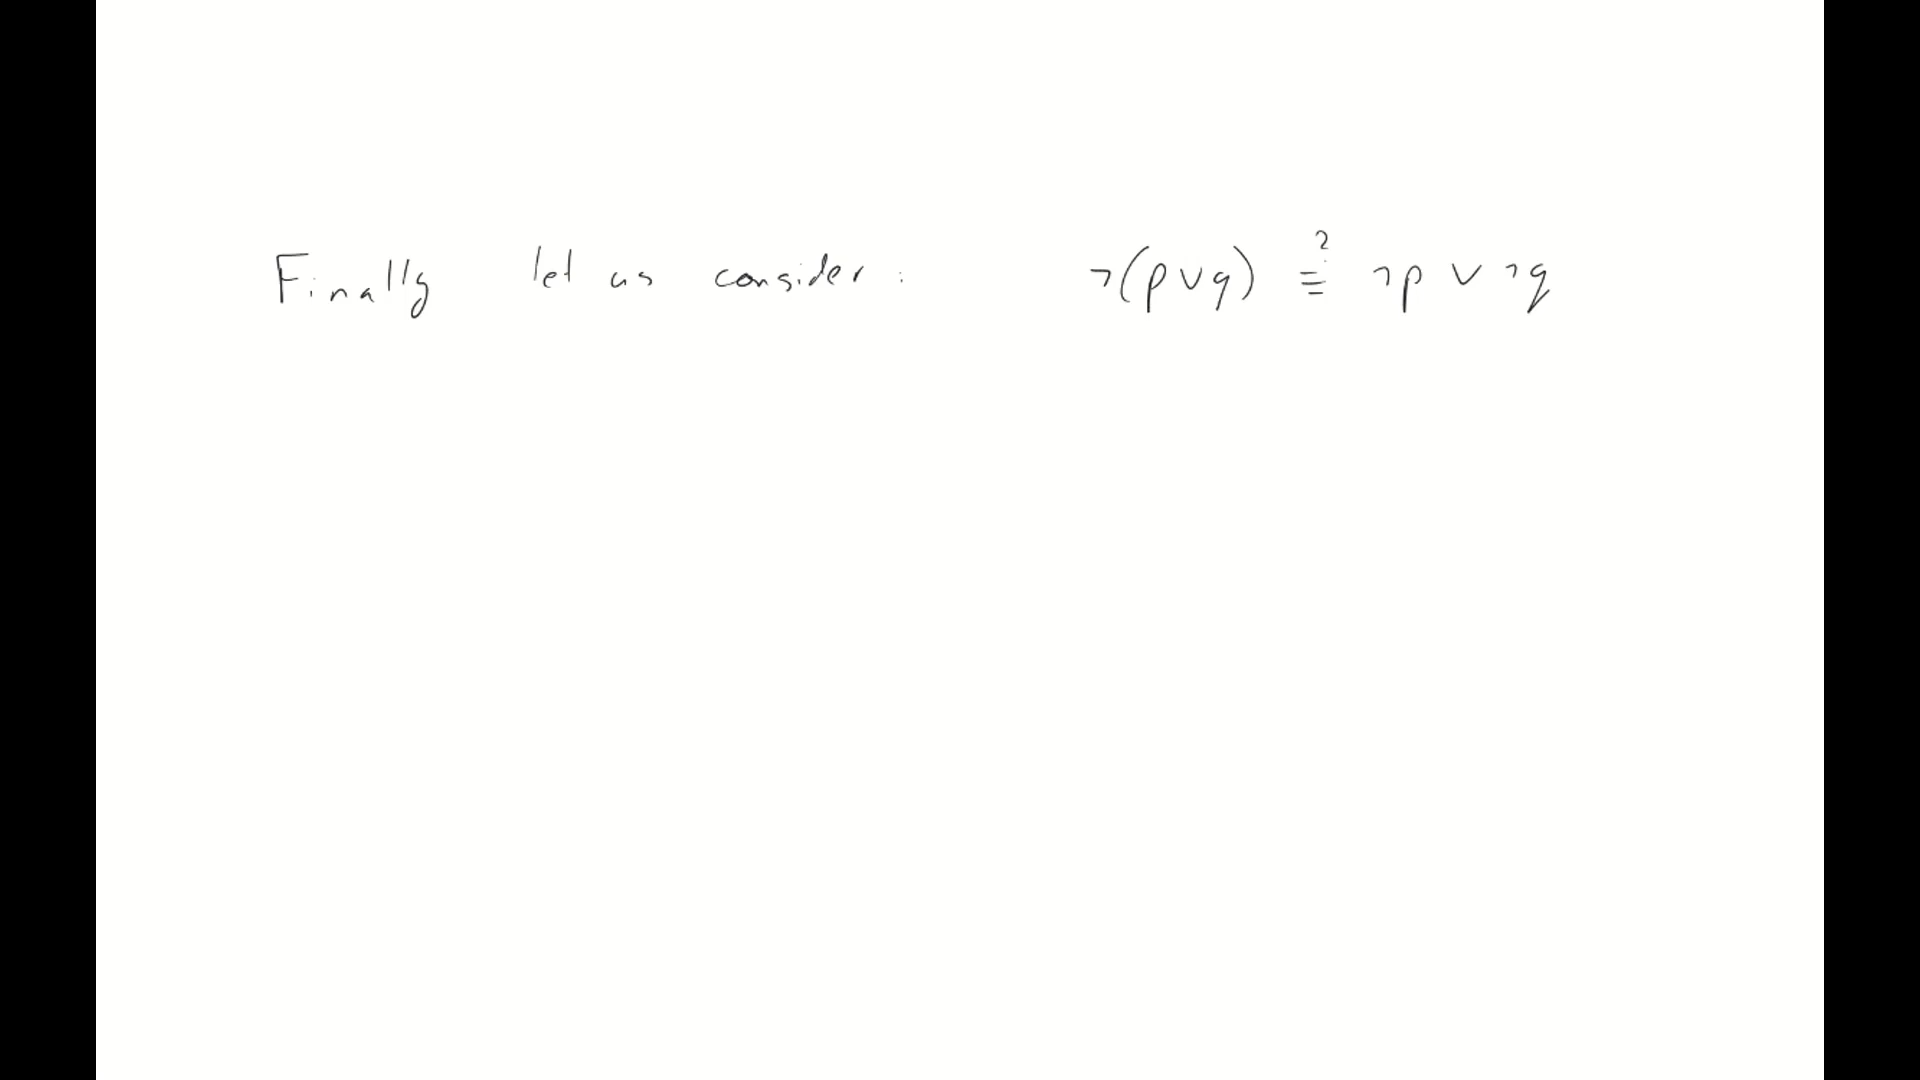 Finally let us consider: ¬(p∨q) ≡? ¬p ∨ ¬q